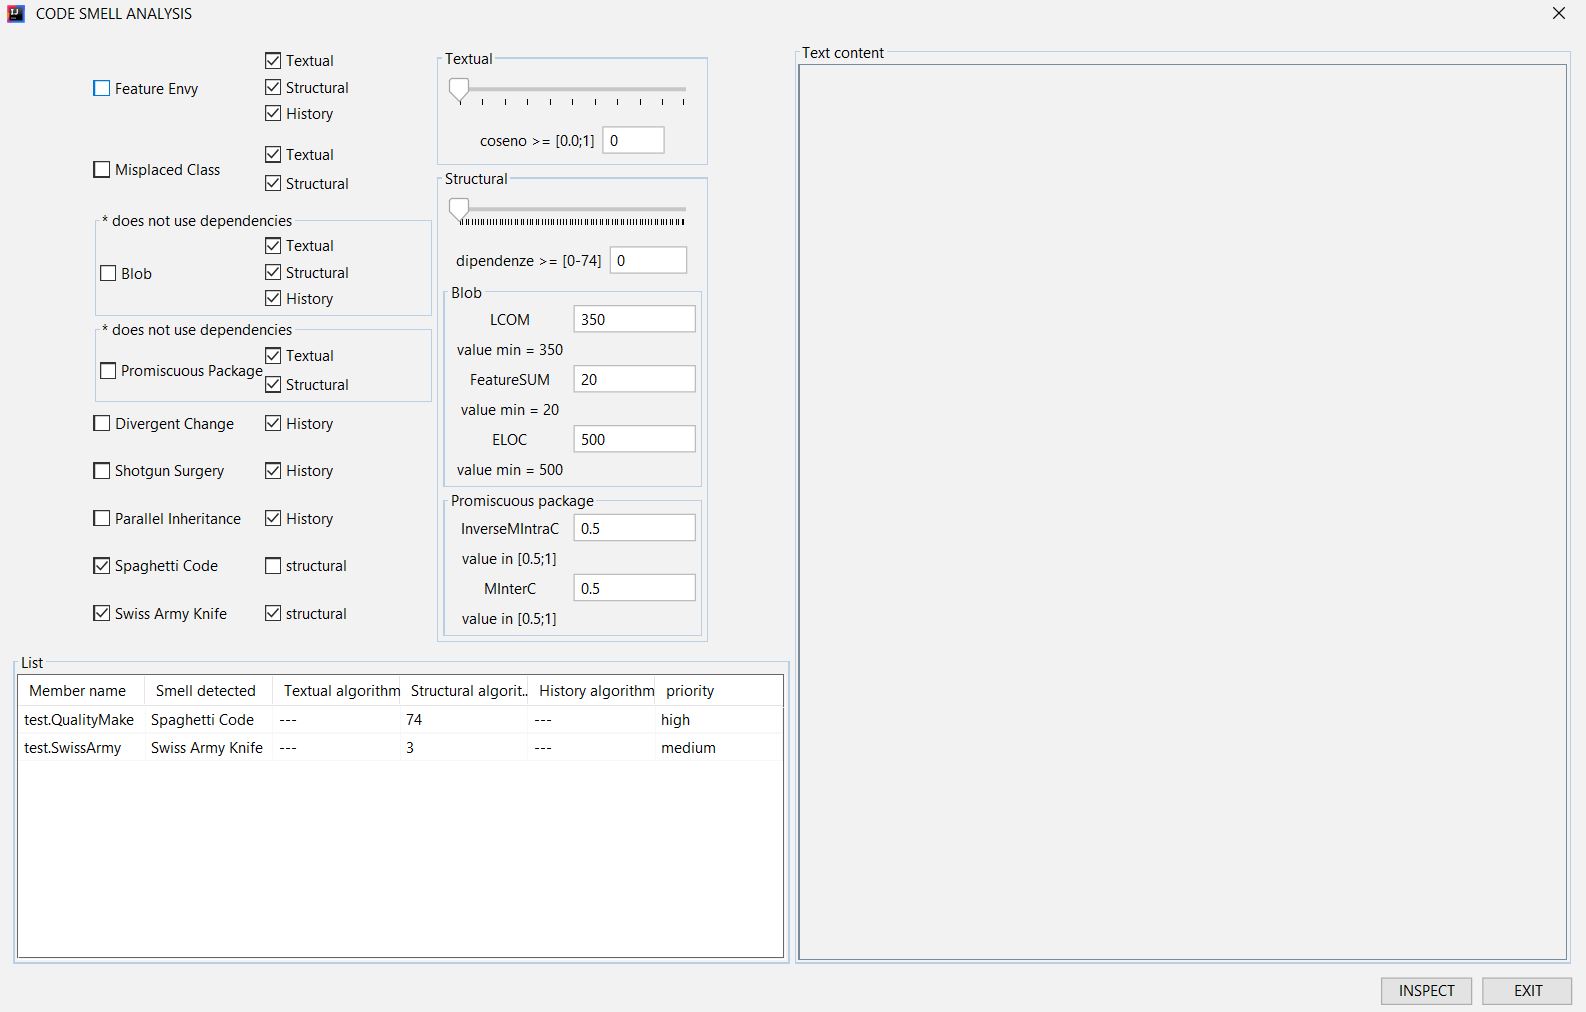 CODE SMELL ANALYSIS
Feature Envy
Textual
Structural
History
Misplaced Class
Textual
Structural
* does not use dependencies
Blob
Textual
Structural
History
* does not use dependencies
Promiscuous Package
Textual
Structural
Divergent Change
History
Shotgun Surgery
History
Parallel Inheritance
History
Spaghetti Code
structural
Swiss Army Knife
structural
Textual
coseno >= [0.0;1] 0
Structural
dipendenze >= [0-74] 0
Blob
LCOM 350
value min = 350
FeatureSUM 20
value min = 20
ELOC 500
value min = 500
Promiscuous package
InverseMIntraC 0.5
value in [0.5;1]
MInterC 0.5
value in [0.5;1]
List
Member name Smell detected Textual algorithm Structural algorit.. History algorithm priority
test.QualityMake Spaghetti Code --- 74 --- high
test.SwissArmy Swiss Army Knife --- 3 --- medium
Text content
INSPECT EXIT